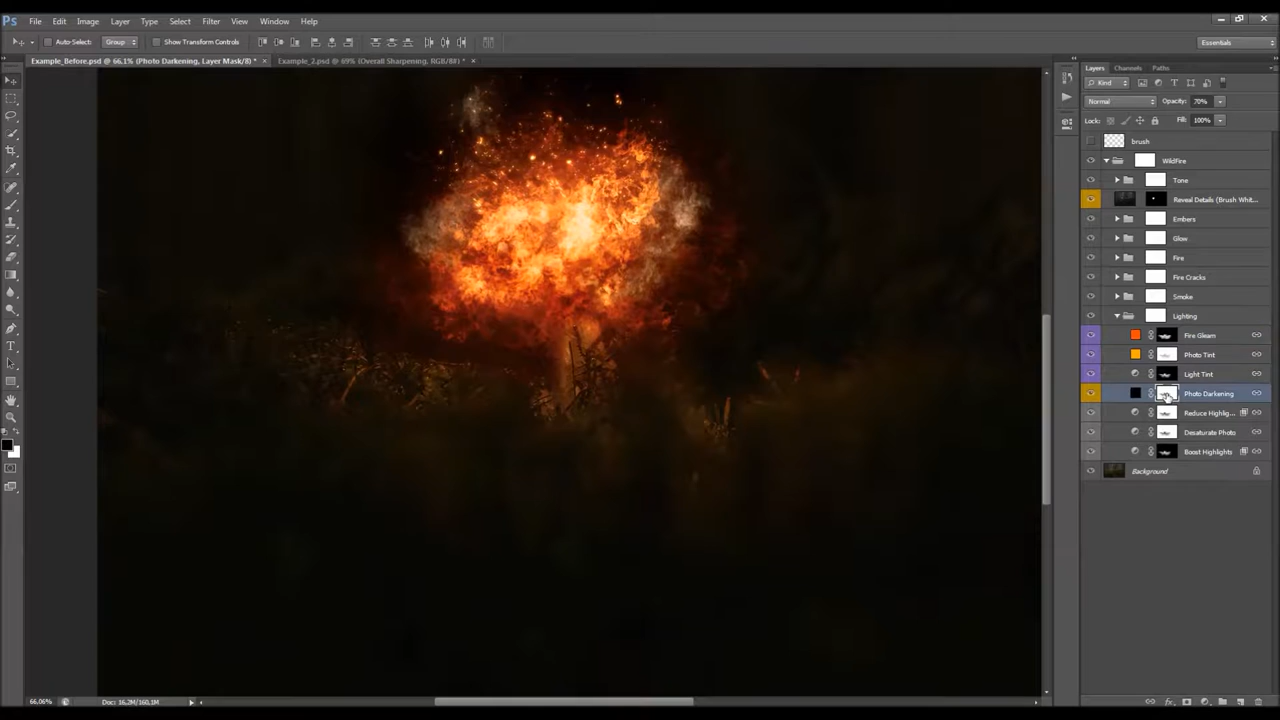 Ps File Edit Image Layer Type Select Filter View Window Help
Auto-Select: Group Show Transform Controls Essentials
Example_Before.psd @ 66.1% (Photo Darkening, Layer Mask/8) * × Example_2.psd @ 69% (Overall Sharpening, RGB/8#) * ×
Layers Channels Paths
Kind
Normal Opacity: 70%
Lock: Fill: 100%
brush
WildFire
Tone
Reveal Details (Brush Whit...
Embers
Glow
Fire
Fire Cracks
Smoke
Lighting
Fire Gleam
Photo Tint
Light Tint
Photo Darkening
Reduce Highlig...
Desaturate Photo
Boost Highlights
Background
66.06% Doc: 16.2M/160.1M